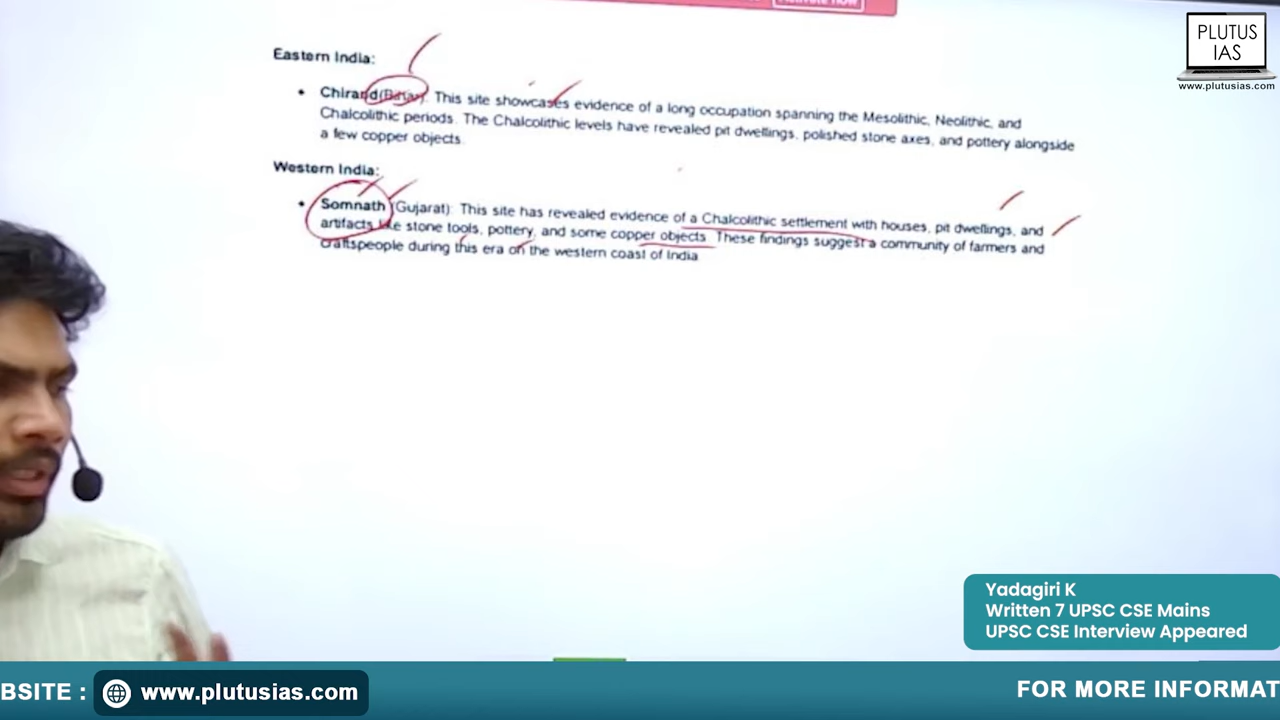 PLUTUS
IAS
www.plutusias.com
Eastern India:
• Chirand(Bihar): This site showcases evidence of a long occupation spanning the Mesolithic, Neolithic, and
Chalcolithic periods. The Chalcolithic levels have revealed pit dwellings, polished stone axes, and pottery alongside
a few copper objects.
Western India:
• Somnath (Gujarat): This site has revealed evidence of a Chalcolithic settlement with houses, pit dwellings, and
artifacts like stone tools, pottery, and some copper objects. These findings suggest a community of farmers and
craftspeople during this era on the western coast of India
Yadagiri K
Written 7 UPSC CSE Mains
UPSC CSE Interview Appeared
BSITE : www.plutusias.com
FOR MORE INFORMAT